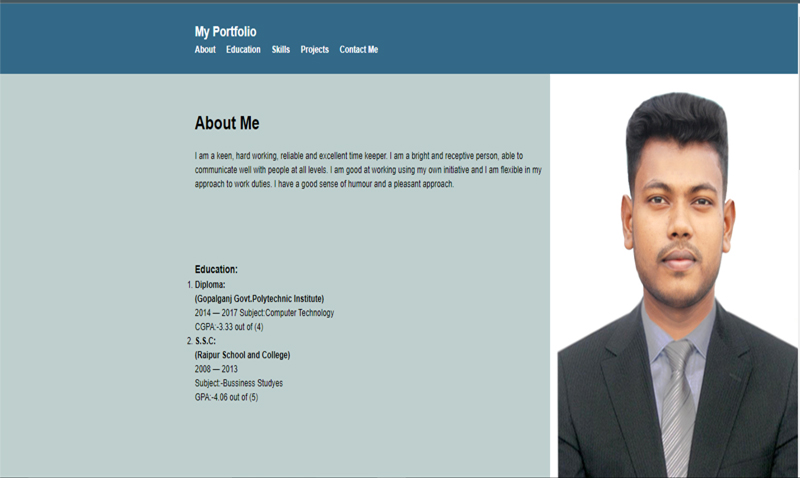 My Portfolio
About Education Skills Projects Contact Me
About Me
I am a keen, hard working, reliable and excellent time keeper. I am a bright and receptive person, able to
communicate well with people at all levels. I am good at working using my own initiative and I am flexible in my
approach to work duties. I have a good sense of humour and a pleasant approach.
Education:
1. Diploma:
(Gopalganj Govt.Polytechnic Institute)
2014 — 2017 Subject:Computer Technology
CGPA:-3.33 out of (4)
2. S.S.C:
(Raipur School and College)
2008 — 2013
Subject:-Bussiness Studyes
GPA:-4.06 out of (5)